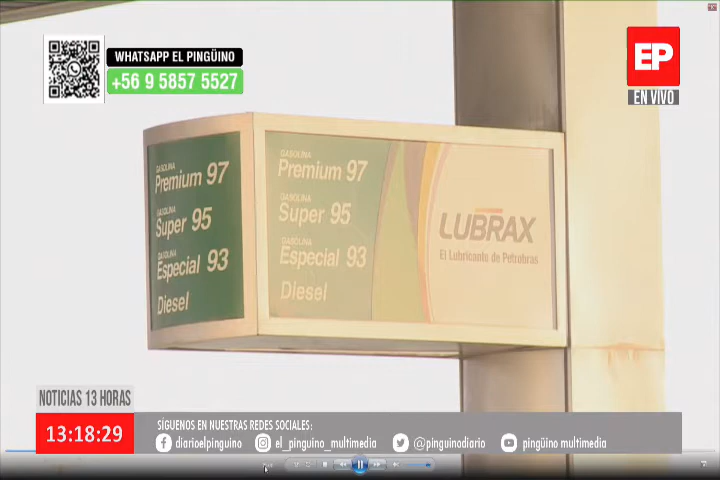 WHATSAPP EL PINGÜINO
+56 9 5857 5527
EP
EN VIVO
GASOLINA
Premium 97
GASOLINA
Super 95
GASOLINA
Especial 93
Diesel
GASOLINA
Premium 97
GASOLINA
Super 95
GASOLINA
Especial 93
Diesel
LUBRAX
El Lubricante de Petrobras
NOTICIAS 13 HORAS
13:18:29
SÍGUENOS EN NUESTRAS REDES SOCIALES:
diarioelpinguino
el_pinguino_multimedia
@pinguinodiario
pingüino multimedia